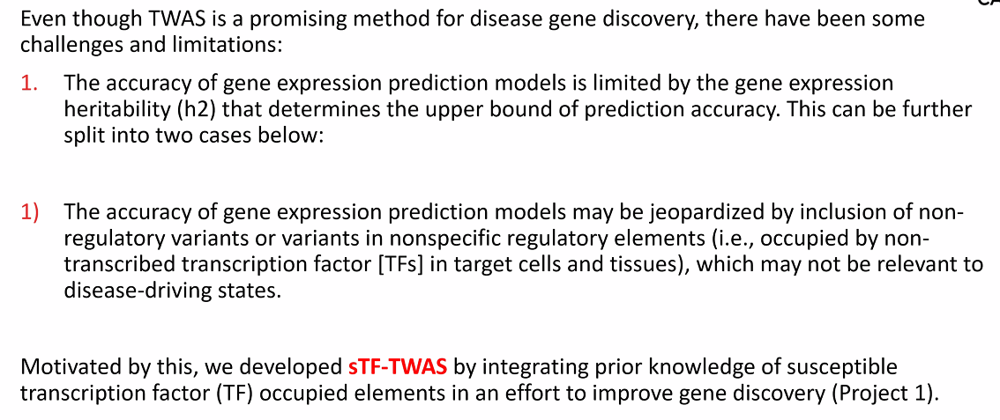 Even though TWAS is a promising method for disease gene discovery, there have been some
challenges and limitations:
1. The accuracy of gene expression prediction models is limited by the gene expression
heritability (h2) that determines the upper bound of prediction accuracy. This can be further
split into two cases below:
1) The accuracy of gene expression prediction models may be jeopardized by inclusion of non-
regulatory variants or variants in nonspecific regulatory elements (i.e., occupied by non-
transcribed transcription factor [TFs] in target cells and tissues), which may not be relevant to
disease-driving states.
Motivated by this, we developed sTF-TWAS by integrating prior knowledge of susceptible
transcription factor (TF) occupied elements in an effort to improve gene discovery (Project 1).